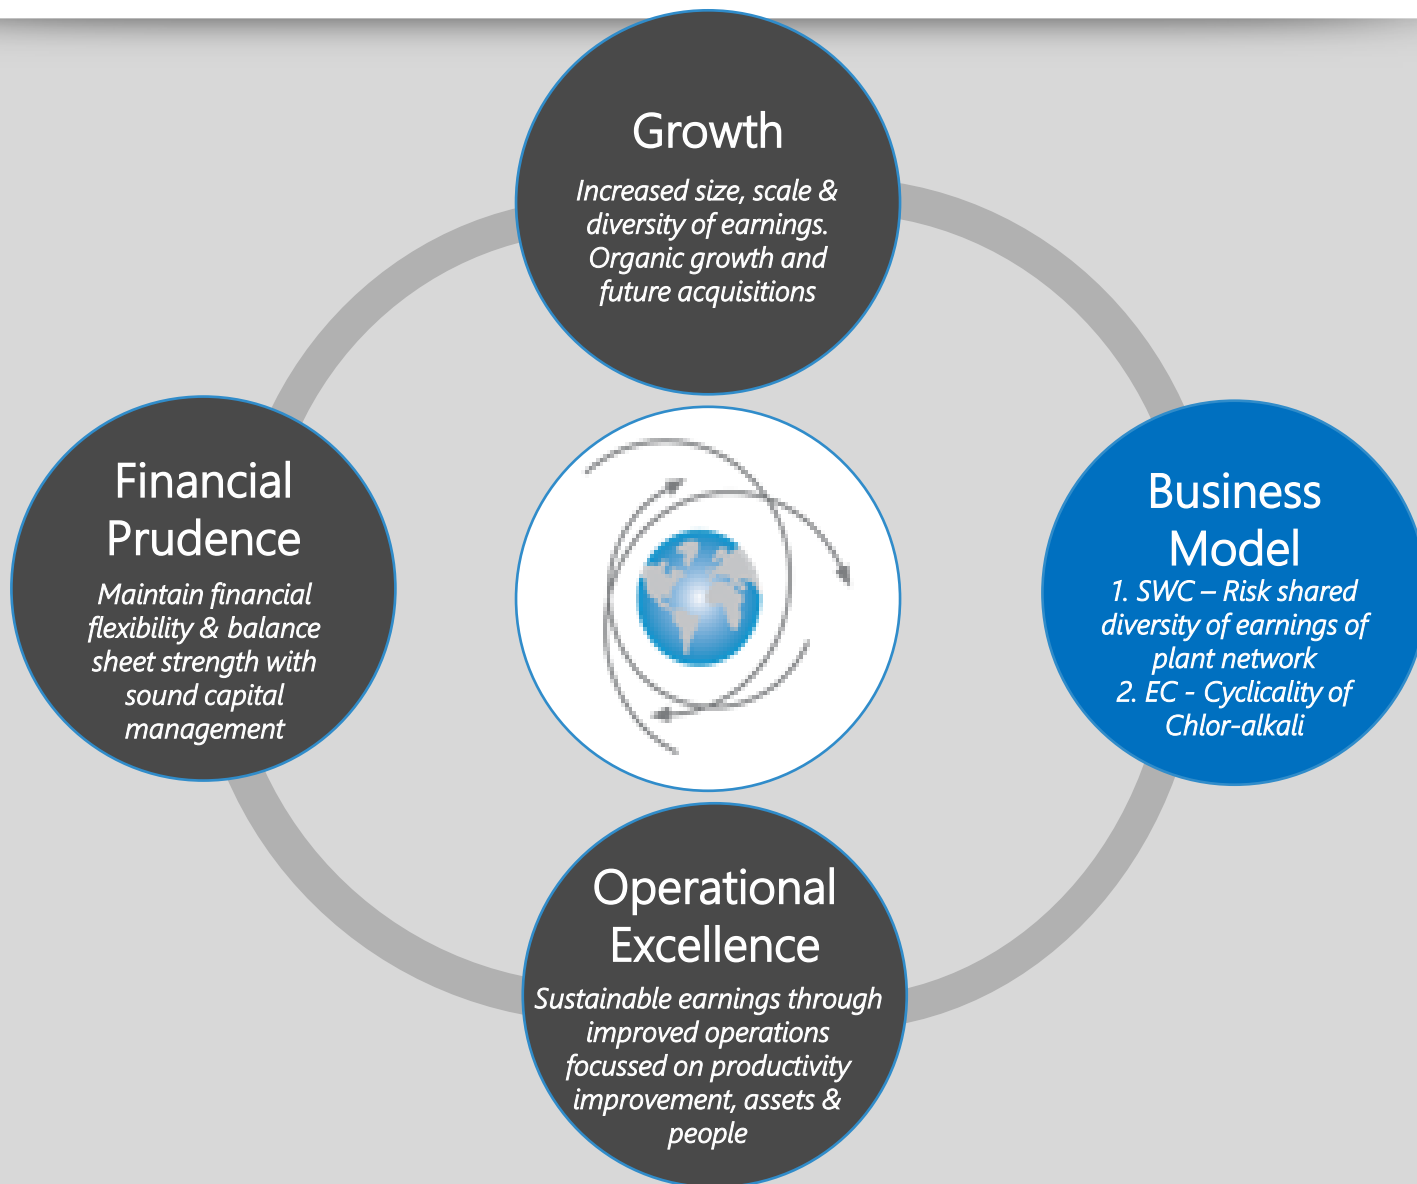 Growth
Increased size, scale &
diversity of earnings.
Organic growth and
future acquisitions
Financial
Prudence
Maintain financial
flexibility & balance
sheet strength with
sound capital
management
Business
Model
1. SWC – Risk shared
diversity of earnings of
plant network
2. EC - Cyclicality of
Chlor-alkali
Operational
Excellence
Sustainable earnings through
improved operations
focussed on productivity
improvement, assets &
people